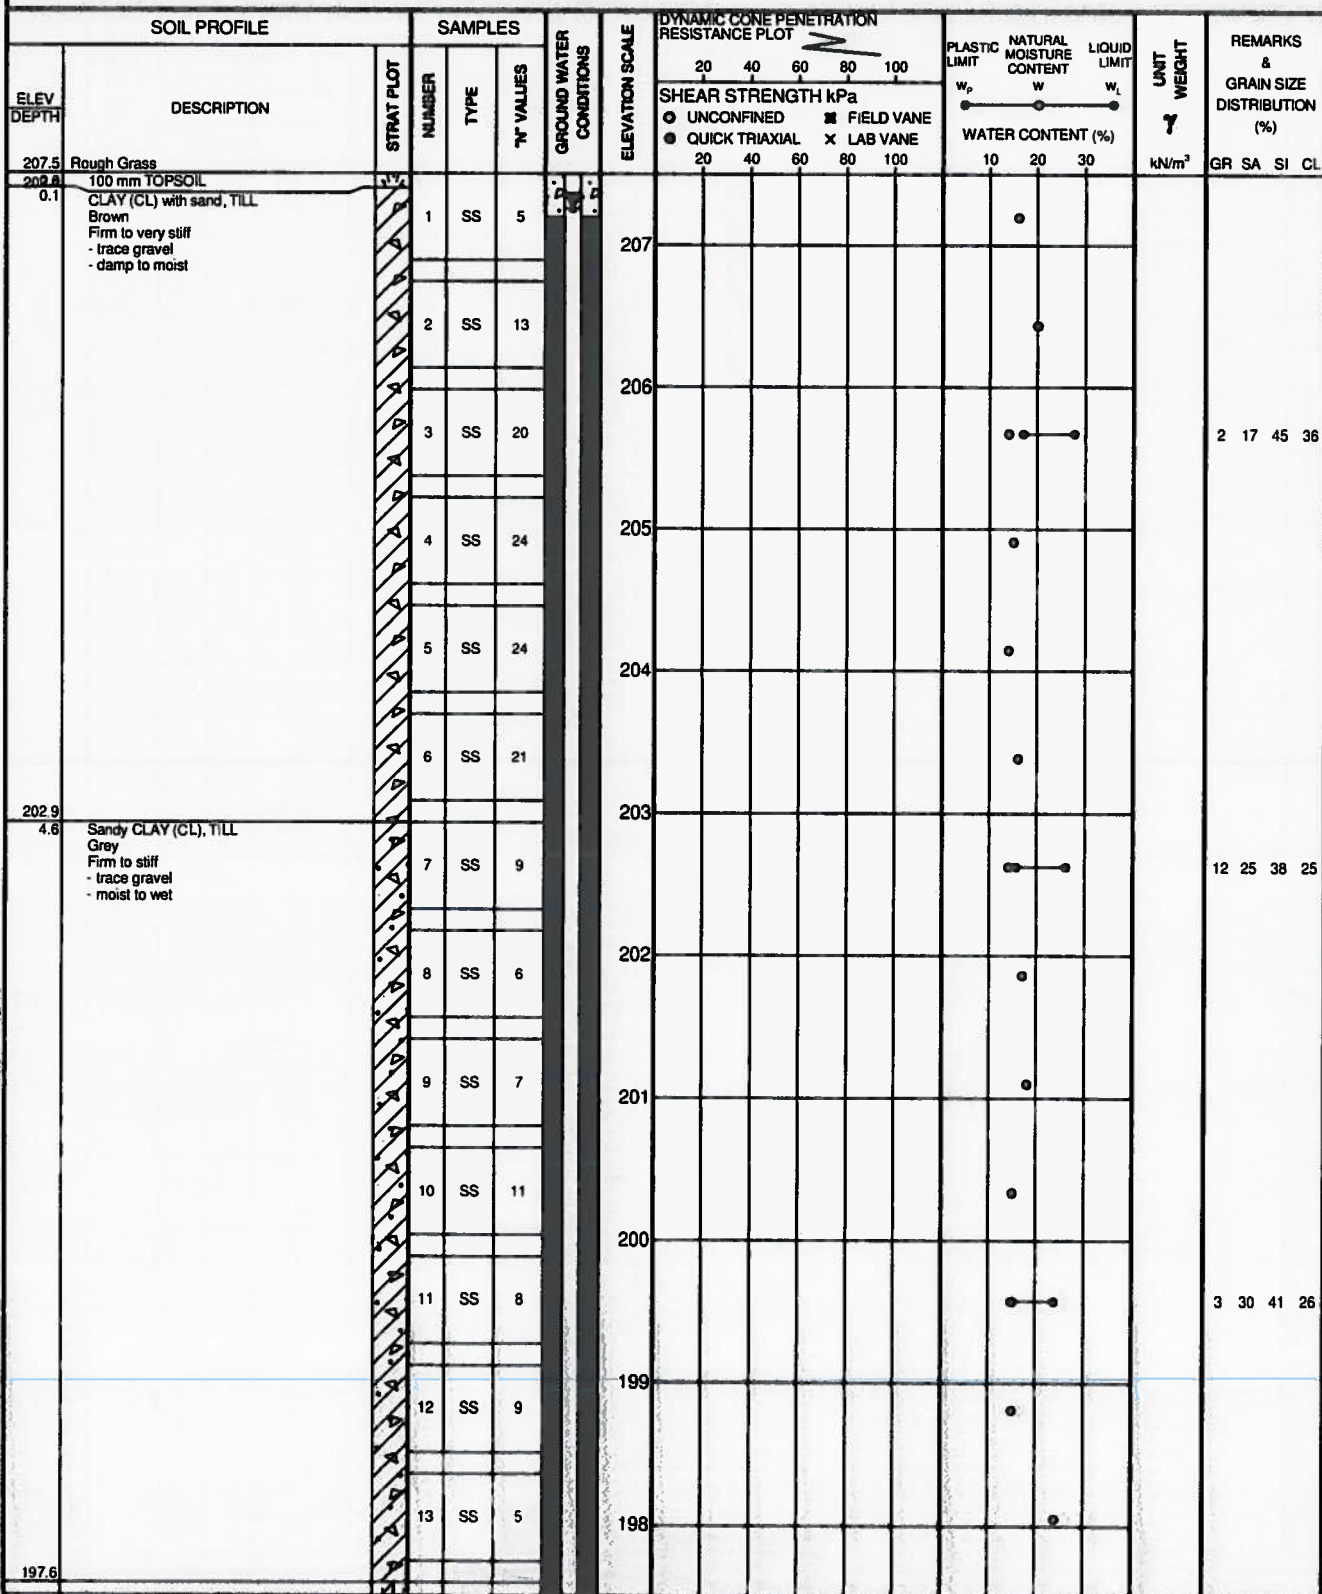 SOIL PROFILE
SAMPLES
GROUND WATER CONDITIONS
ELEVATION SCALE
DYNAMIC CONE PENETRATION
RESISTANCE PLOT
20 40 60 80 100
SHEAR STRENGTH kPa
UNCONFINED FIELD VANE
QUICK TRIAXIAL LAB VANE
20 40 60 80 100
PLASTIC LIMIT
NATURAL MOISTURE CONTENT
LIQUID LIMIT
Wp W WL
WATER CONTENT (%)
10 20 30
UNIT WEIGHT
γ
kN/m³
REMARKS
&
GRAIN SIZE
DISTRIBUTION
(%)
GR SA SI CL
ELEV
DEPTH
DESCRIPTION
STRAT PLOT
NUMBER
TYPE
"N" VALUES
207.5 Rough Grass
100 mm TOPSOIL
0.1
CLAY (CL) with sand, TILL
Brown
Firm to very stiff
- trace gravel
- damp to moist
1 SS 5
207
2 SS 13
206
3 SS 20
2 17 45 36
205
4 SS 24
5 SS 24
204
6 SS 21
203
202.9
4.6
Sandy CLAY (CL), TILL
Grey
Firm to stiff
- trace gravel
- moist to wet
7 SS 9
12 25 38 25
202
8 SS 6
9 SS 7
201
10 SS 11
200
11 SS 8
3 30 41 26
199
12 SS 9
13 SS 5
198
197.6